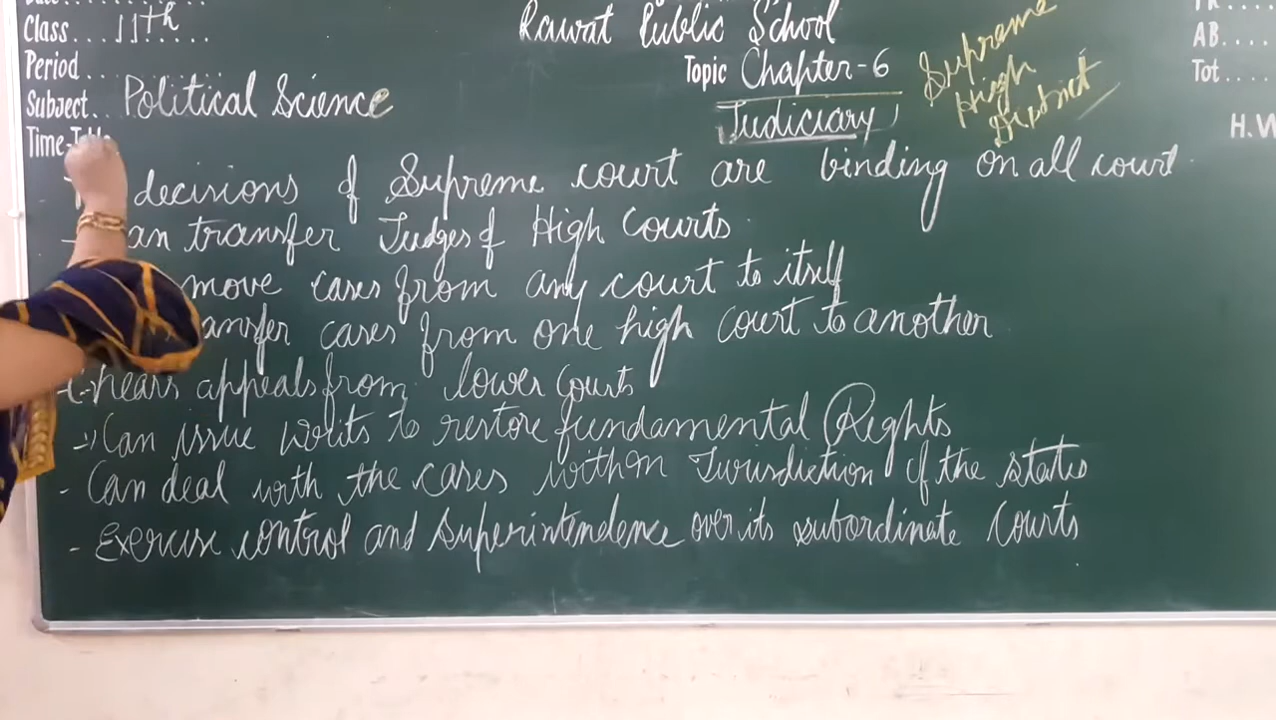 Class....11th....
Rawat Public School
Period....
Topic Chapter-6
Subject.. Political Science
Judiciary
Supreme
High
District
AB....
Tot....
Time-Table
H.W
decisions of Supreme court are binding on all court.
an transfer Judges of High Courts.
move cases from any court to itself
ansfer cases from one high court to another
hears appeals from lower Courts
Can issue writs to restore fundamental Rights
- Can deal with the cases within Jurisdiction of the states
- Exercise control and Superintendence over its subordinate Courts